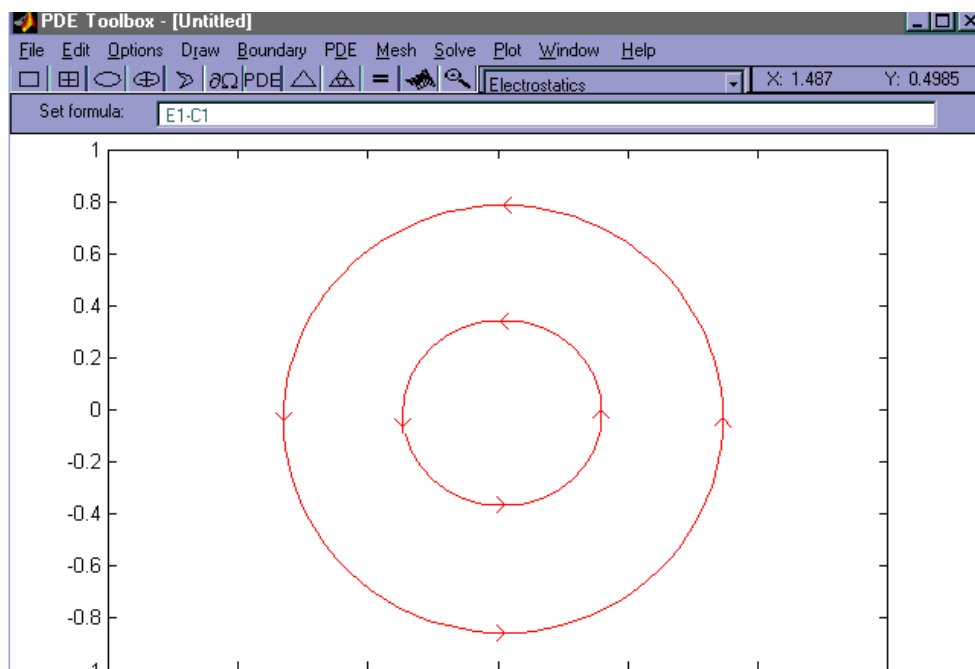 PDE Toolbox - [Untitled]
File Edit Options Draw Boundary PDE Mesh Solve Plot Window Help
∂Ω PDE = Electrostatics X: 1.487 Y: 0.4985
Set formula: E1-C1
1
0.8
0.6
0.4
0.2
0
-0.2
-0.4
-0.6
-0.8
-1